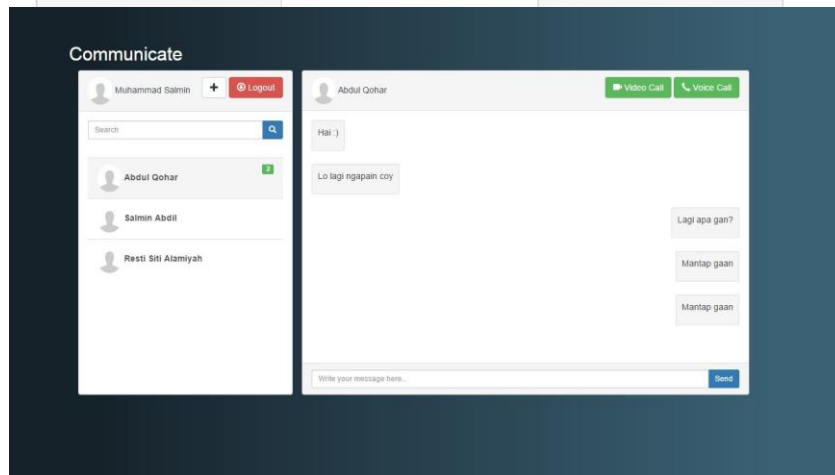 Communicate
Muhammad Salmin + Logout
Search
Abdul Qohar 2
Salmin Abdil
Resti Siti Alamiyah
Abdul Qohar Video Call Voice Call
Hai :)
Lo lagi ngapain coy
Lagi apa gan?
Mantap gaan
Mantap gaan
Write your message here... Send